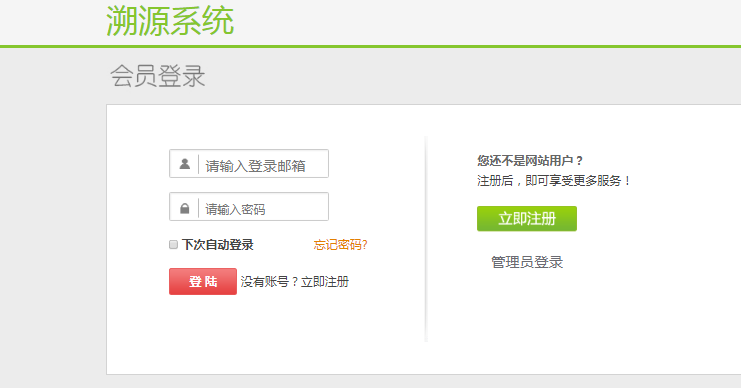 溯源系统
会员登录
请输入登录邮箱
请输入密码
下次自动登录 忘记密码?
登 陆 没有账号？立即注册
您还不是网站用户？
注册后，即可享受更多服务！
立即注册
管理员登录